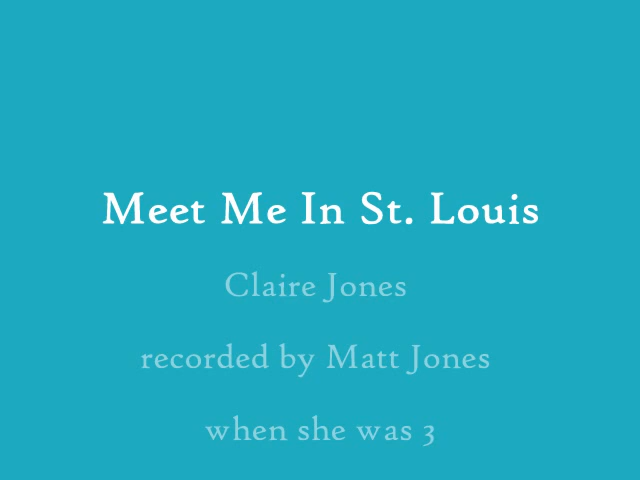 Meet Me In St. Louis
Claire Jones
recorded by Matt Jones
when she was 3